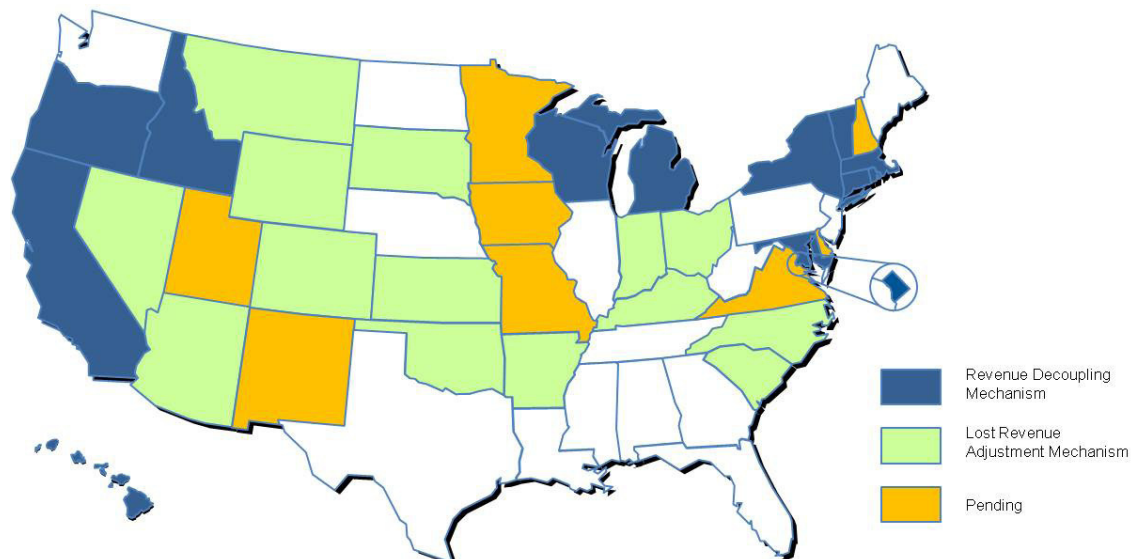 Revenue Decoupling
Mechanism
Lost Revenue
Adjustment Mechanism
Pending